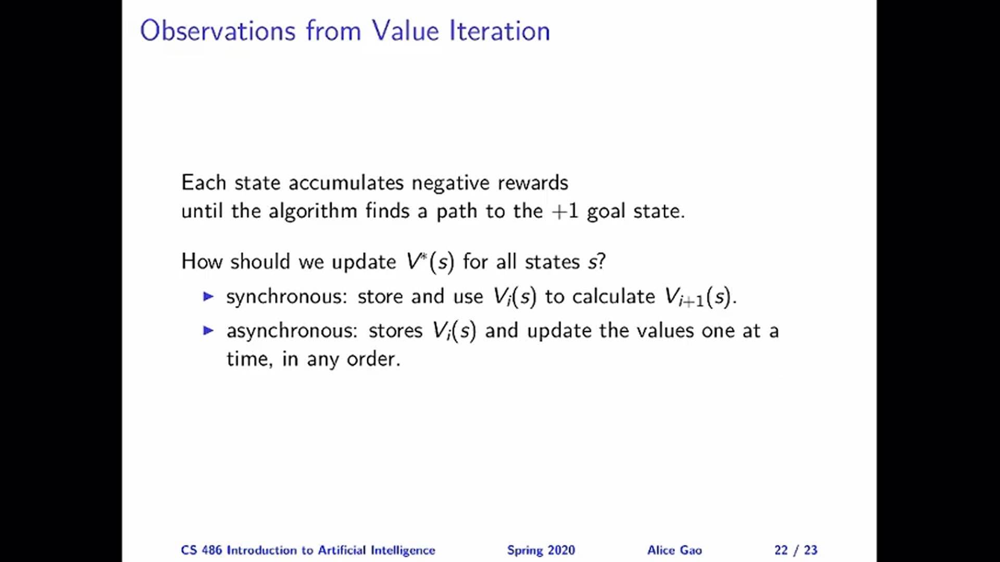 Observations from Value Iteration
Each state accumulates negative rewards
until the algorithm finds a path to the +1 goal state.
How should we update V*(s) for all states s?
▶ synchronous: store and use Vᵢ(s) to calculate Vᵢ₊₁(s).
▶ asynchronous: stores Vᵢ(s) and update the values one at a
time, in any order.
CS 486 Introduction to Artificial Intelligence Spring 2020 Alice Gao 22 / 23